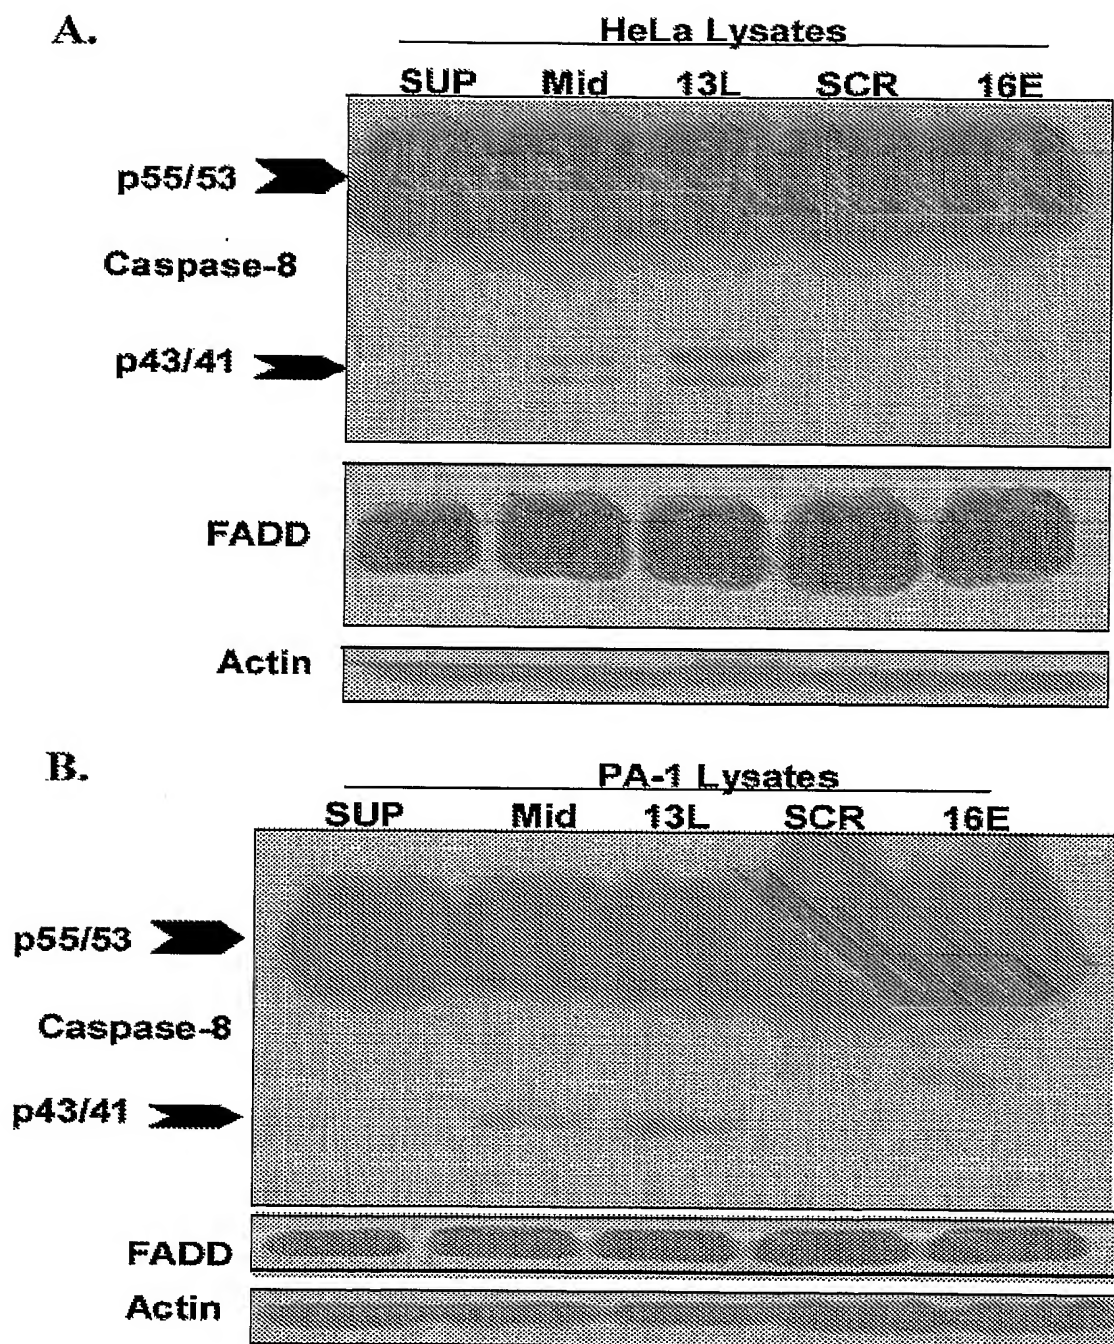 A.
HeLa Lysates
SUP Mid 13L SCR 16E
p55/53
Caspase-8
p43/41
FADD
Actin
B.
PA-1 Lysates
SUP Mid 13L SCR 16E
p55/53
Caspase-8
p43/41
FADD
Actin